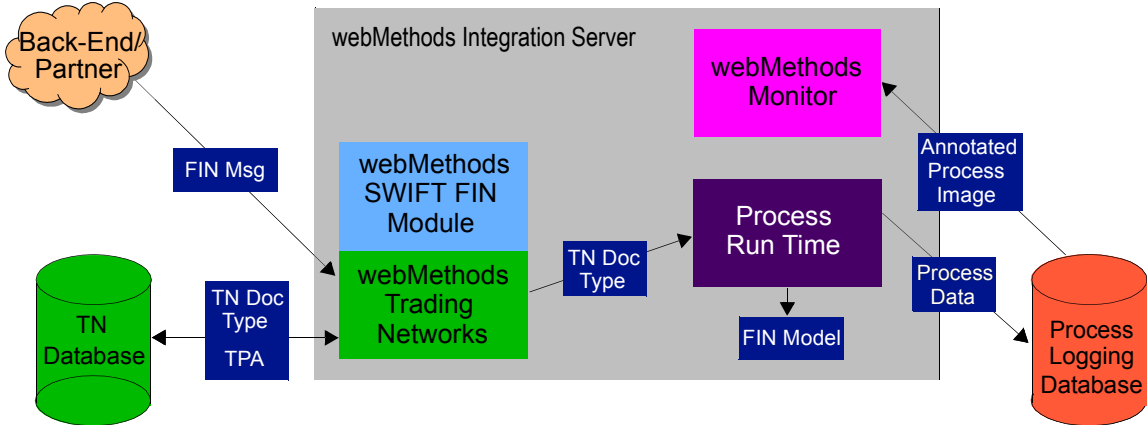 Back-End/
Partner
webMethods Integration Server
webMethods
Monitor
FIN Msg
webMethods
SWIFT FIN
Module
Annotated
Process
Image
webMethods
Trading
Networks
Process
Run Time
TN Doc
Type
Process
Data
TN
Database
TN Doc
Type
TPA
FIN Model
Process
Logging
Database